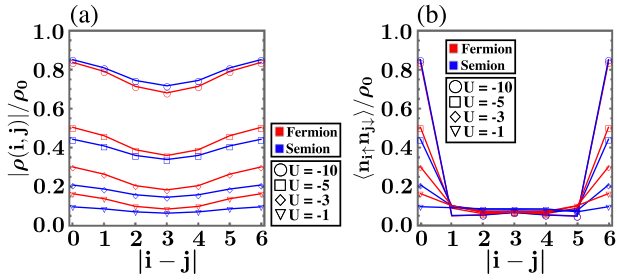 (a)
(b)
|ρ(i,j)|/ρ₀
1.0
0.8
0.6
0.4
0.2
0.0
0 1 2 3 4 5 6
|i − j|
Fermion
Semion
U = -10
U = -5
U = -3
U = -1
⟨n_{i↑} n_{j↓}⟩/ρ₀
1.0
0.8
0.6
0.4
0.2
0.0
0 1 2 3 4 5 6
|i − j|
Fermion
Semion
U = -10
U = -5
U = -3
U = -1